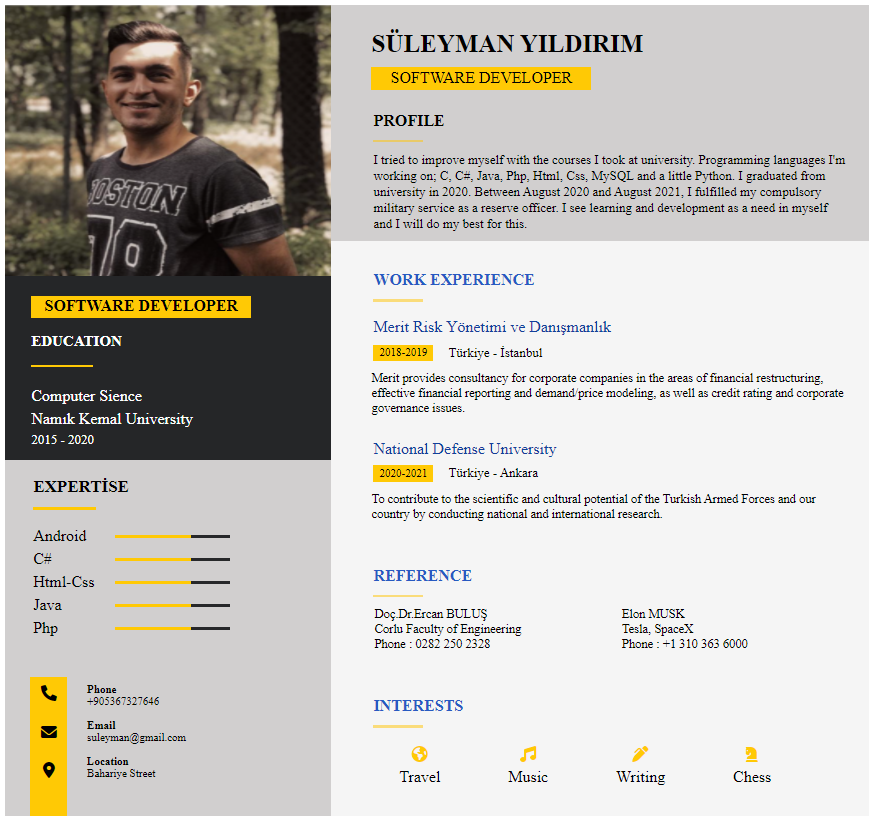 BOSTON
SOFTWARE DEVELOPER
EDUCATION
Computer Sience
Namık Kemal University
2015 - 2020
EXPERTİSE
Android
C#
Html-Css
Java
Php
Phone
+905367327646
Email
suleyman@gmail.com
Location
Bahariye Street
SÜLEYMAN YILDIRIM
SOFTWARE DEVELOPER
PROFILE
I tried to improve myself with the courses I took at university. Programming languages I'm
working on; C, C#, Java, Php, Html, Css, MySQL and a little Python. I graduated from
university in 2020. Between August 2020 and August 2021, I fulfilled my compulsory
military service as a reserve officer. I see learning and development as a need in myself
and I will do my best for this.
WORK EXPERIENCE
Merit Risk Yönetimi ve Danışmanlık
2018-2019 Türkiye - İstanbul
Merit provides consultancy for corporate companies in the areas of financial restructuring,
effective financial reporting and demand/price modeling, as well as credit rating and corporate
governance issues.
National Defense University
2020-2021 Türkiye - Ankara
To contribute to the scientific and cultural potential of the Turkish Armed Forces and our
country by conducting national and international research.
REFERENCE
Doç.Dr.Ercan BULUŞ
Corlu Faculty of Engineering
Phone : 0282 250 2328
Elon MUSK
Tesla, SpaceX
Phone : +1 310 363 6000
INTERESTS
Travel Music Writing Chess